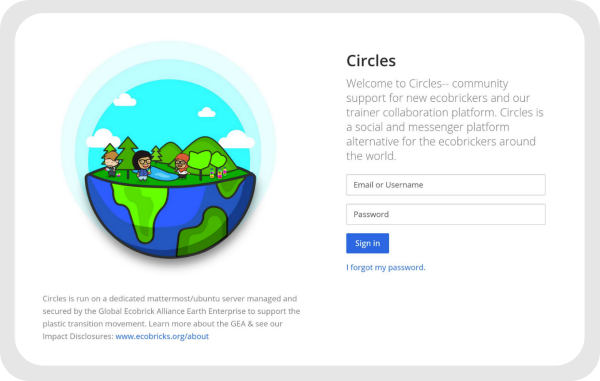 Circles
Welcome to Circles-- community
support for new ecobrickers and our
trainer collaboration platform. Circles is
a social and messenger platform
alternative for the ecobrickers around
the world.
Email or Username
Password
Sign in
I forgot my password.
Circles is run on a dedicated mattermost/ubuntu server managed and
secured by the Global Ecobrick Alliance Earth Enterprise to support the
plastic transition movement. Learn more about the GEA & see our
Impact Disclosures: www.ecobricks.org/about